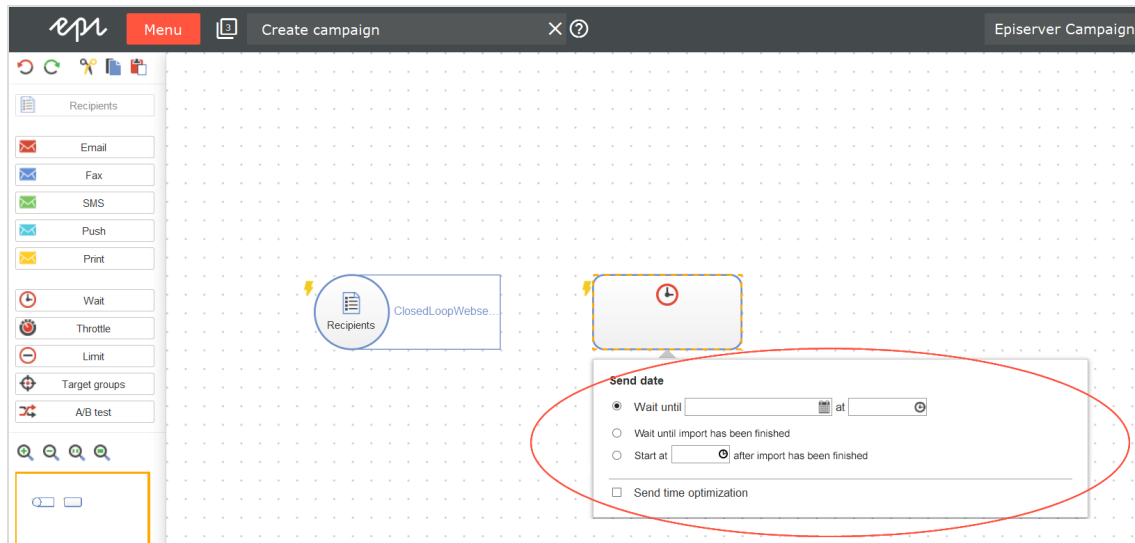 epi Menu 3 Create campaign Episerver Campaign
Recipients
Email
Fax
SMS
Push
Print
Wait
Throttle
Limit
Target groups
A/B test
Recipients
ClosedLoopWebse...
Send date
Wait until at
Wait until import has been finished
Start at after import has been finished
Send time optimization